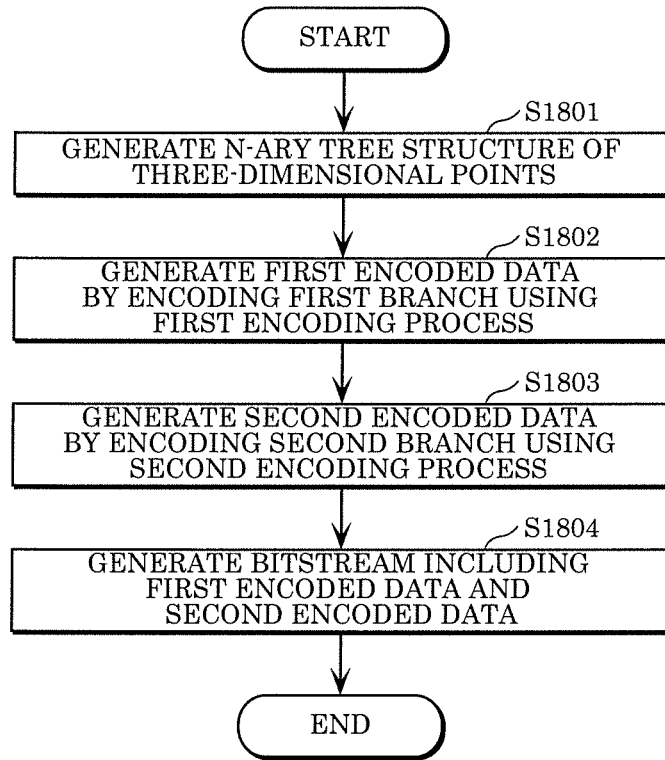 START
S1801
GENERATE N-ARY TREE STRUCTURE OF
THREE-DIMENSIONAL POINTS
S1802
GENERATE FIRST ENCODED DATA
BY ENCODING FIRST BRANCH USING
FIRST ENCODING PROCESS
S1803
GENERATE SECOND ENCODED DATA
BY ENCODING SECOND BRANCH USING
SECOND ENCODING PROCESS
S1804
GENERATE BITSTREAM INCLUDING
FIRST ENCODED DATA AND
SECOND ENCODED DATA
END